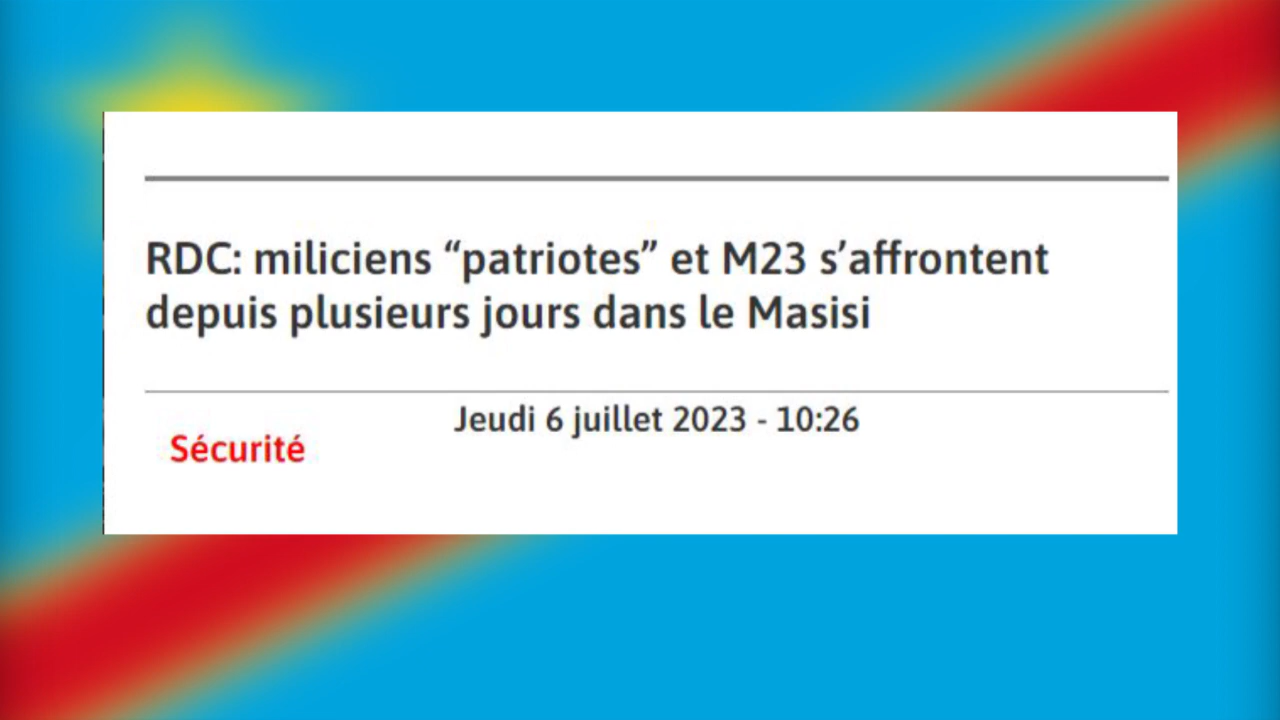 RDC: miliciens “patriotes” et M23 s’affrontent
depuis plusieurs jours dans le Masisi
Jeudi 6 juillet 2023 - 10:26
Sécurité